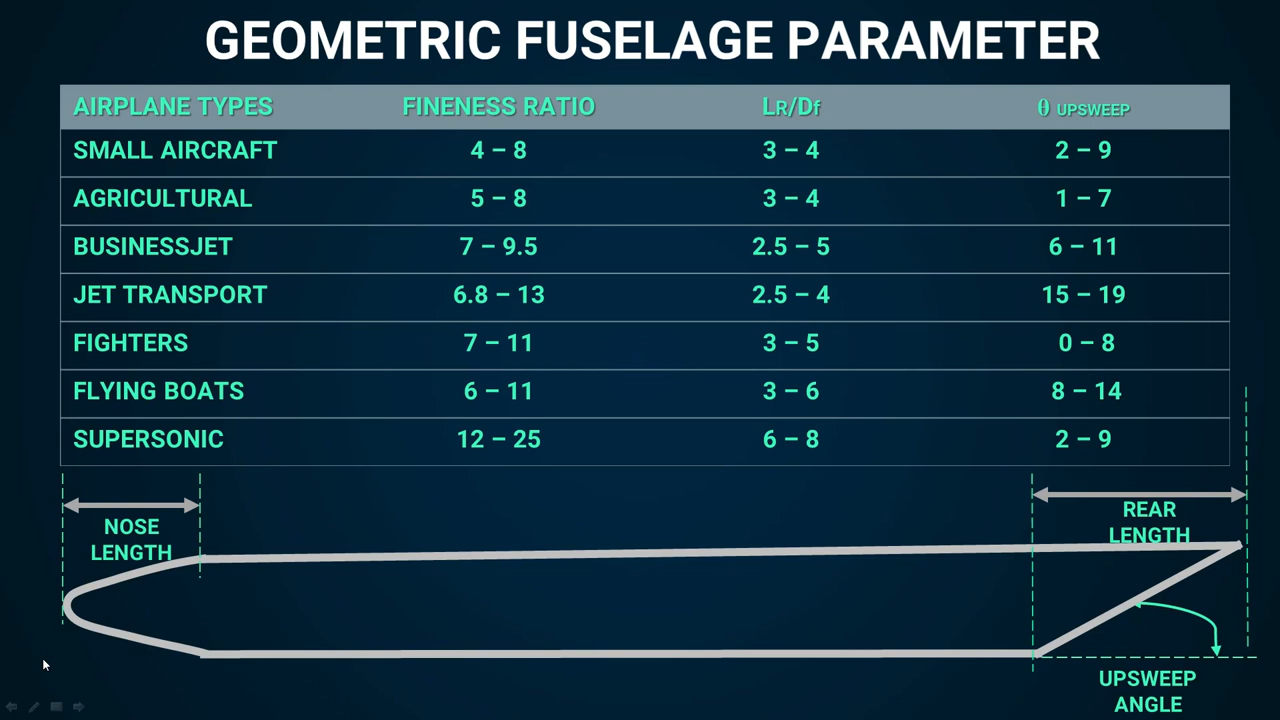 GEOMETRIC FUSELAGE PARAMETER
AIRPLANE TYPES FINENESS RATIO LR/Df θ UPSWEEP
SMALL AIRCRAFT 4 – 8 3 – 4 2 – 9
AGRICULTURAL 5 – 8 3 – 4 1 – 7
BUSINESSJET 7 – 9.5 2.5 – 5 6 – 11
JET TRANSPORT 6.8 – 13 2.5 – 4 15 – 19
FIGHTERS 7 – 11 3 – 5 0 – 8
FLYING BOATS 6 – 11 3 – 6 8 – 14
SUPERSONIC 12 – 25 6 – 8 2 – 9
NOSE
LENGTH
REAR
LENGTH
UPSWEEP
ANGLE